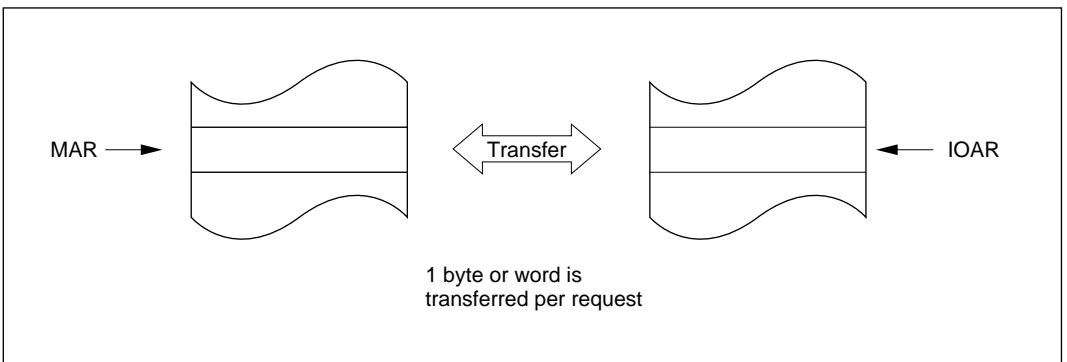 MAR
Transfer
IOAR
1 byte or word is
transferred per request